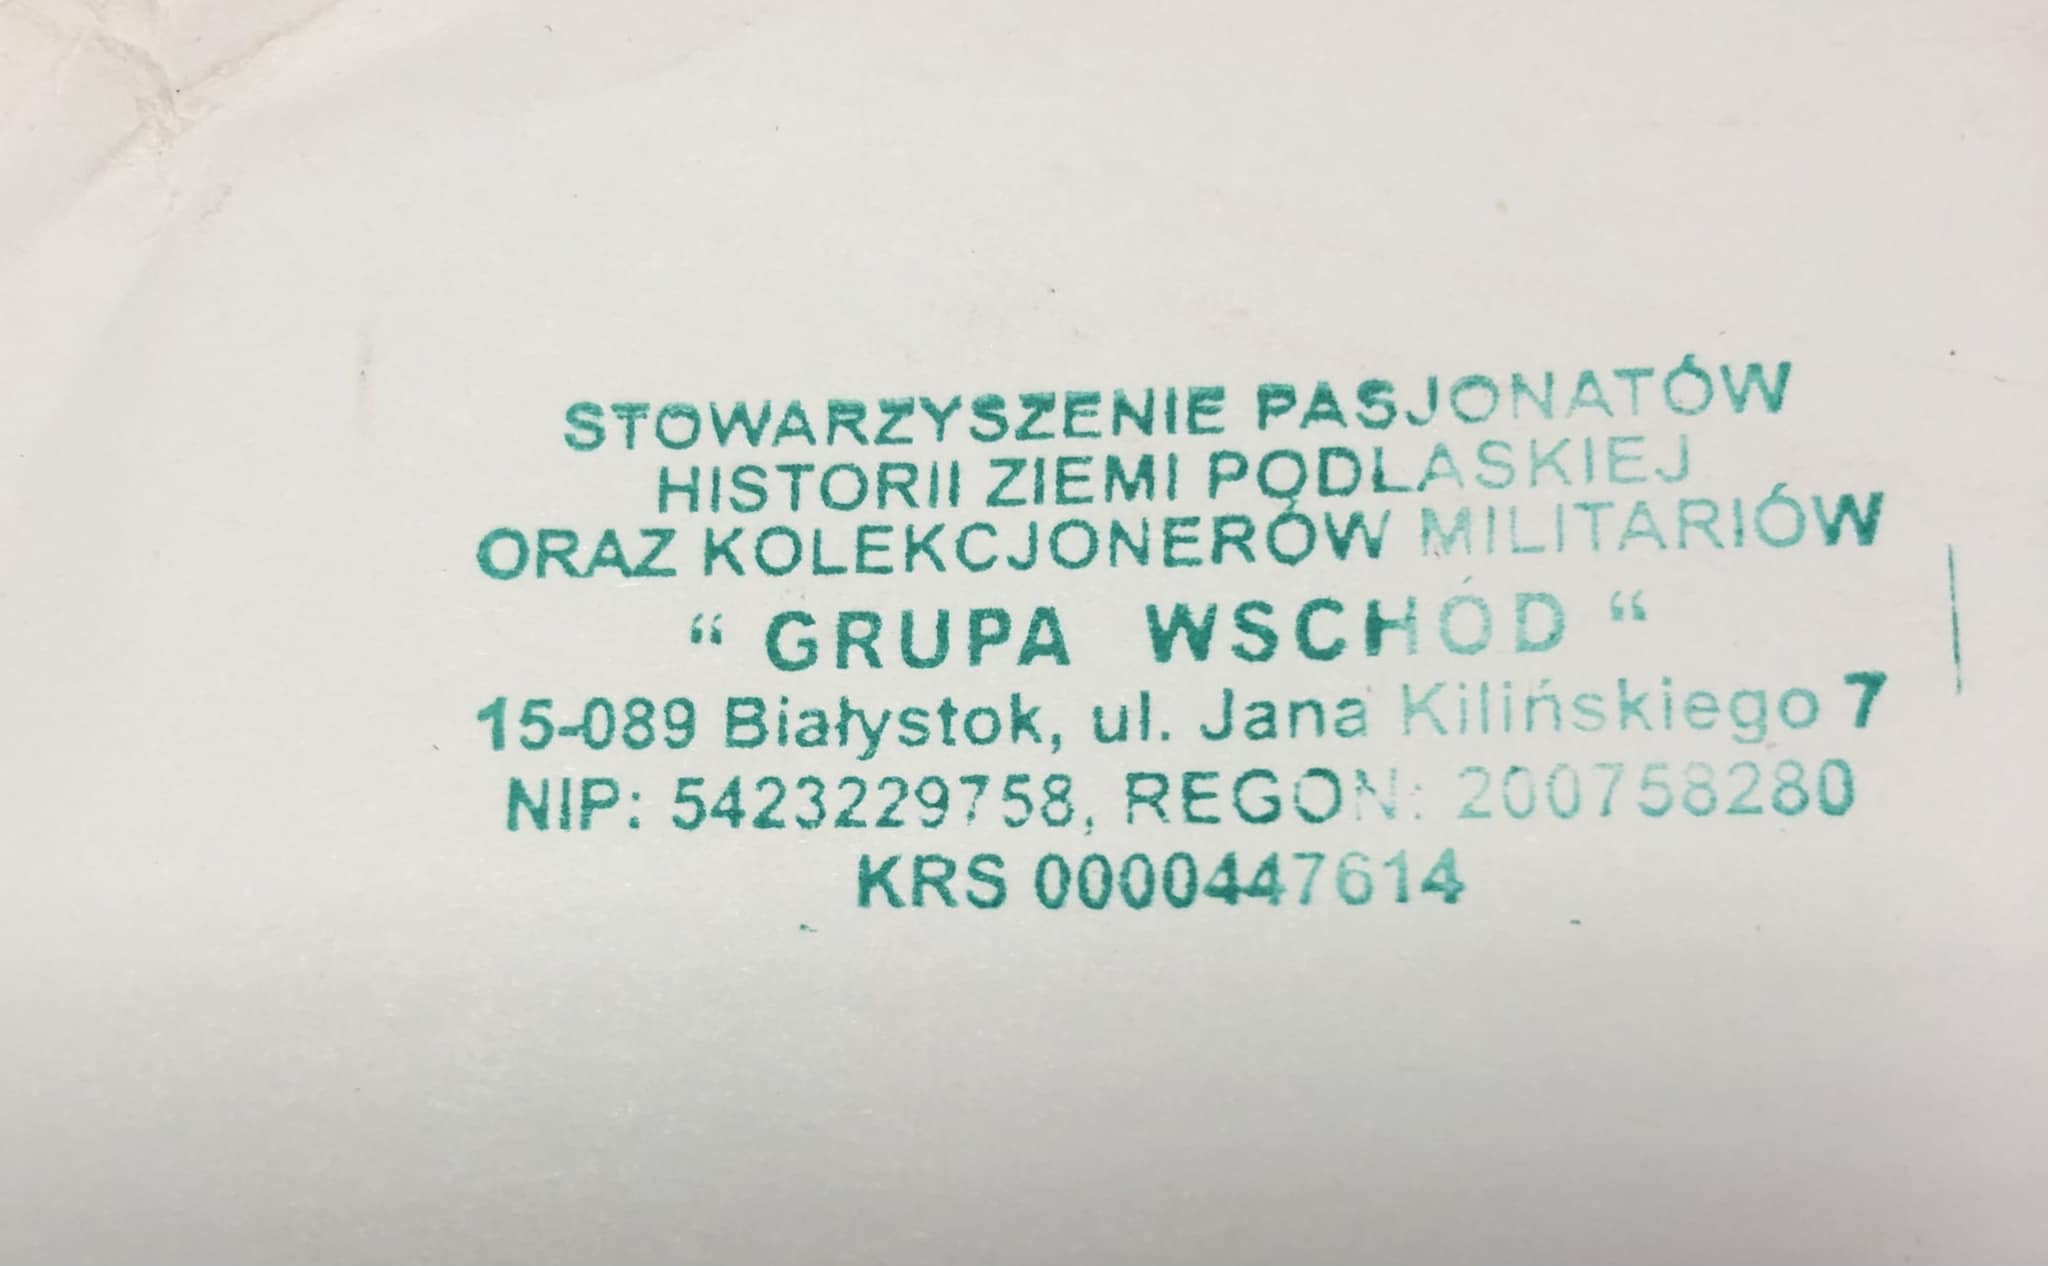 STOWARZYSZENIE PASJONATÓW
HISTORII ZIEMI PODLASKIEJ
ORAZ KOLEKCJONERÓW MILITARIÓW
“ GRUPA WSCHÓD “
15-089 Białystok, ul. Jana Kilińskiego 7
NIP: 5423229758, REGON: 200758280
KRS 0000447614